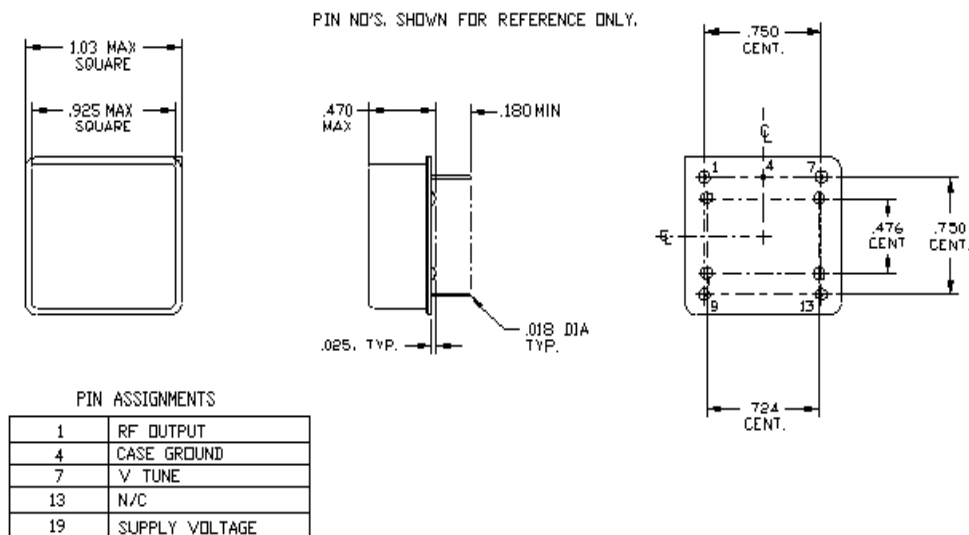 PIN NO'S. SHOWN FOR REFERENCE ONLY.
1.03 MAX
SQUARE
.925 MAX
SQUARE
.470
MAX
.180 MIN
.025, TYP.
.018 DIA
TYP.
.750
CENT.
℄
1
4
7
℄
.476
CENT
.750
CENT.
9
13
.724
CENT.
PIN ASSIGNMENTS
1 RF OUTPUT
4 CASE GROUND
7 V TUNE
13 N/C
19 SUPPLY VOLTAGE